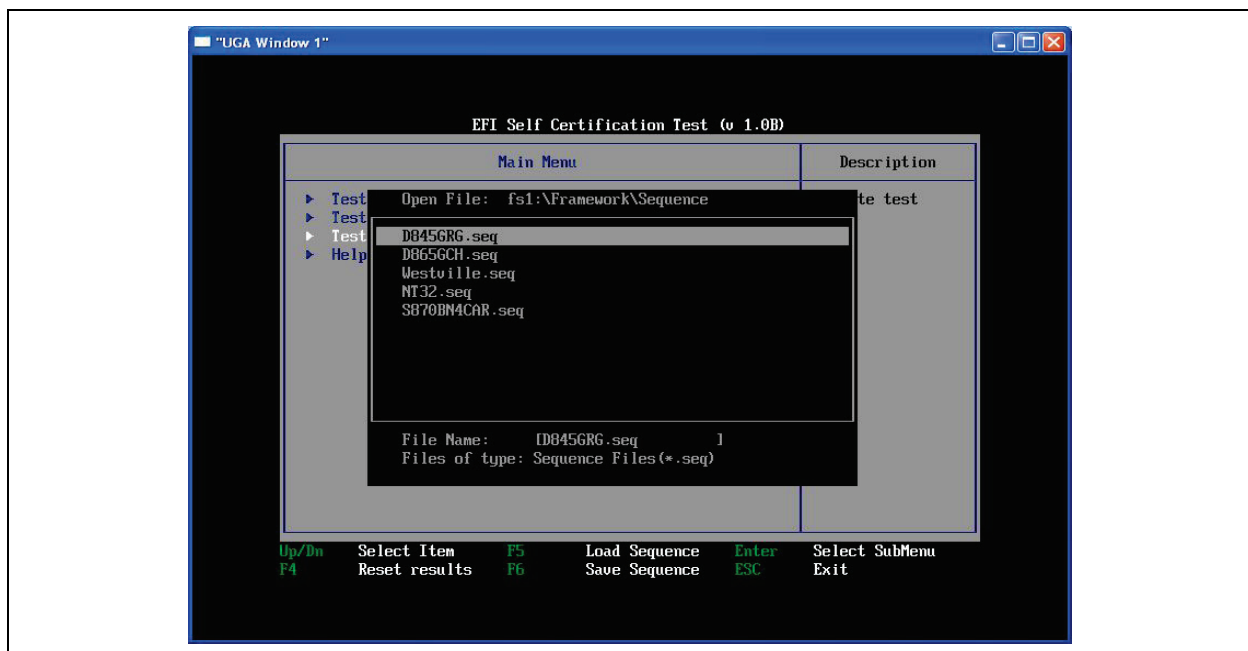 "UGA Window 1"
EFI Self Certification Test (v 1.0B)
Main Menu
Description
Test
Test
Test
Help
te test
Open File: fs1:\Framework\Sequence
D845GRG.seq
D865GCH.seq
Westville.seq
NT32.seq
S870BN4CAR.seq
File Name: [D845GRG.seq ]
Files of type: Sequence Files(*.seq)
Up/Dn Select Item F5 Load Sequence Enter Select SubMenu
F4 Reset results F6 Save Sequence ESC Exit